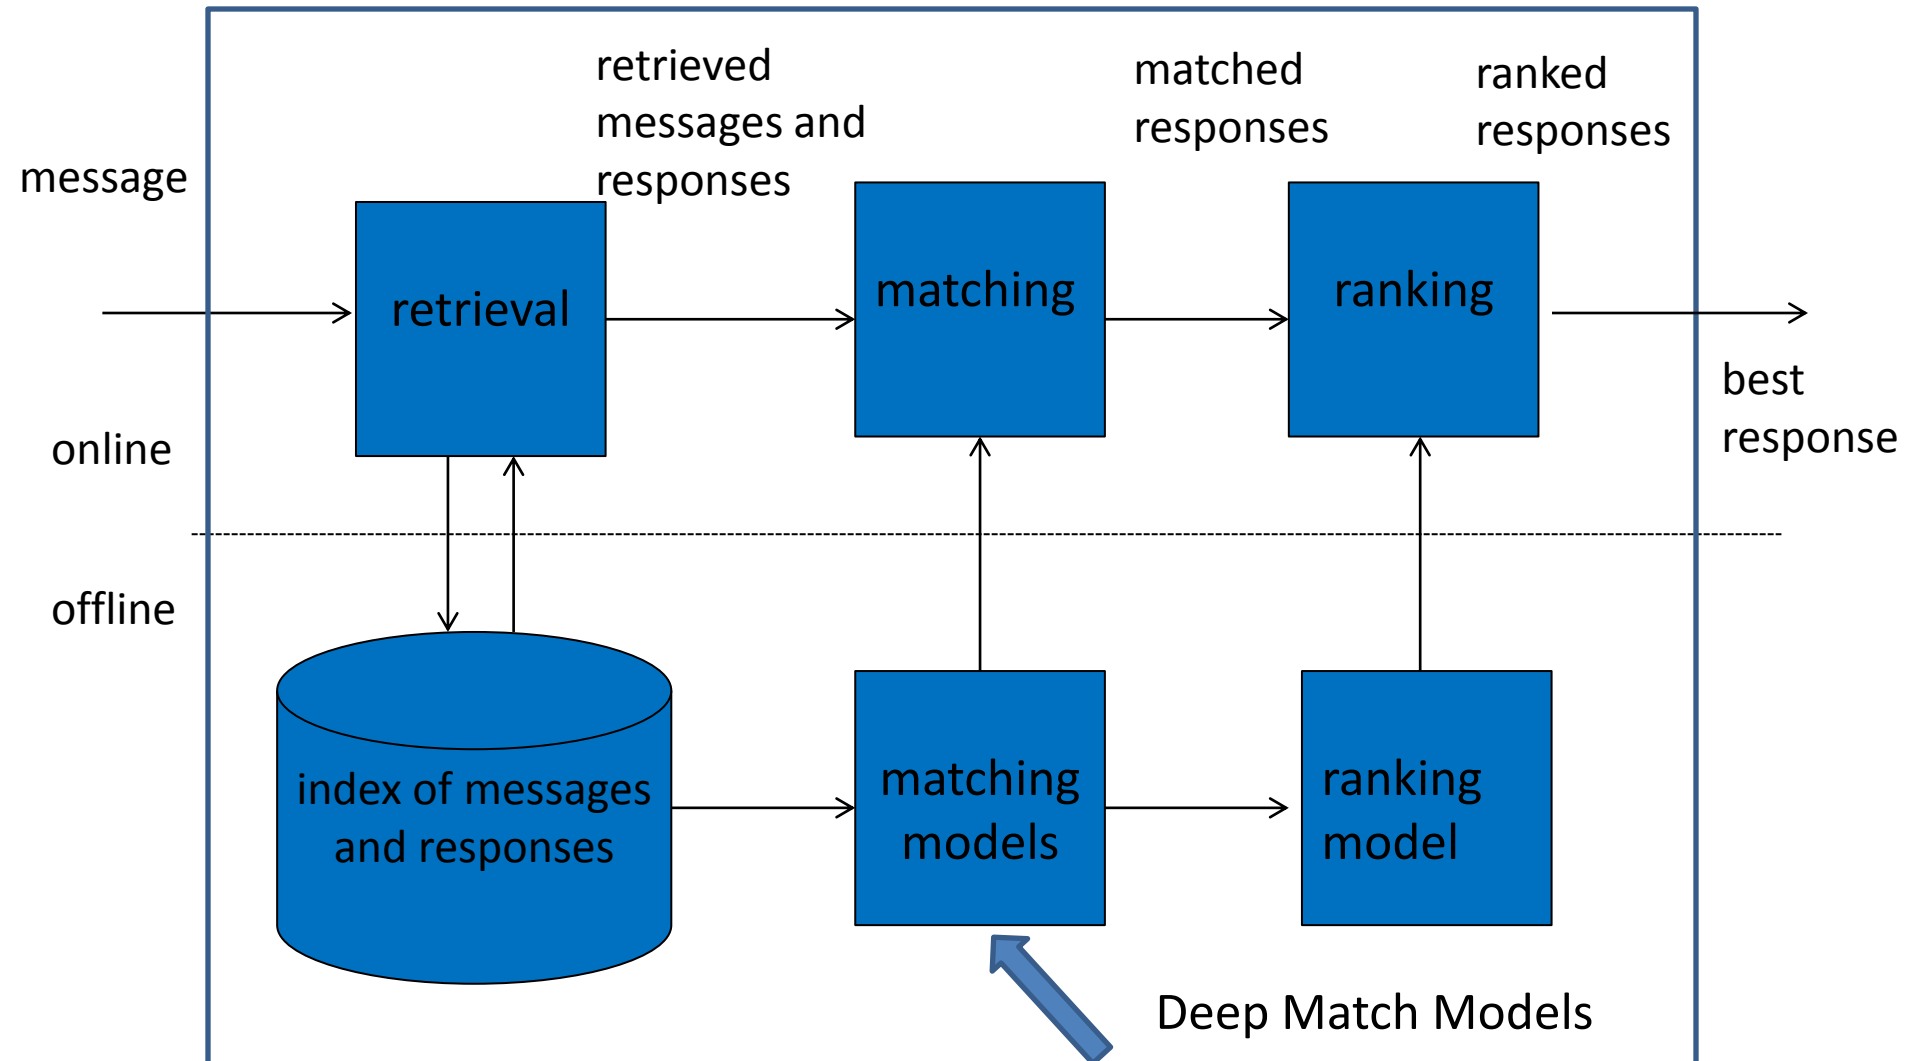 retrieved
messages and
responses
matched
responses
ranked
responses
message
retrieval
matching
ranking
best
response
online
offline
index of messages
and responses
matching
models
ranking
model
Deep Match Models